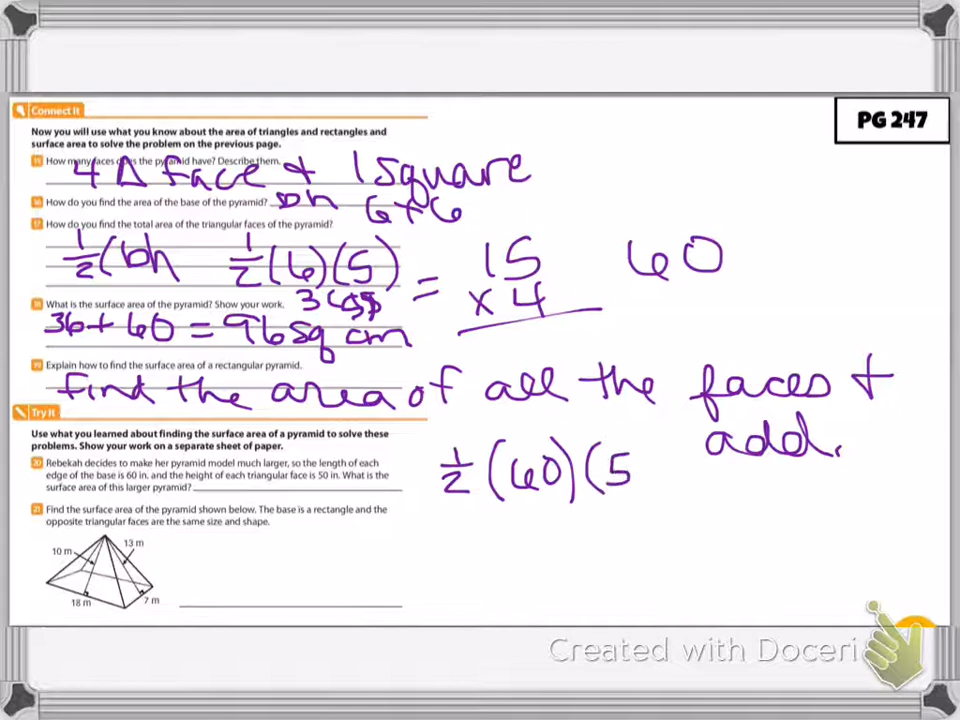 Connect It
PG 247
Now you will use what you know about the area of triangles and rectangles and
surface area to solve the problem on the previous page.
19 How many faces does the pyramid have? Describe them.
4 Δ face + 1 square
How do you find the area of the base of the pyramid?
6 × 6
17 How do you find the total area of the triangular faces of the pyramid?
½(bh ½(6)(5) = 15 60
× 4
18 What is the surface area of the pyramid? Show your work.
36 + 60 = 96 sq cm
19 Explain how to find the surface area of a rectangular pyramid.
Find the area of all the faces +
add.
Try It
Use what you learned about finding the surface area of a pyramid to solve these
problems. Show your work on a separate sheet of paper.
20 Rebekah decides to make her pyramid model much larger, so the length of each
edge of the base is 60 in. and the height of each triangular face is 50 in. What is the
surface area of this larger pyramid?
½(60)(5
21 Find the surface area of the pyramid shown below. The base is a rectangle and the
opposite triangular faces are the same size and shape.
10 m
13 m
18 m
7 m
Created with Doceri